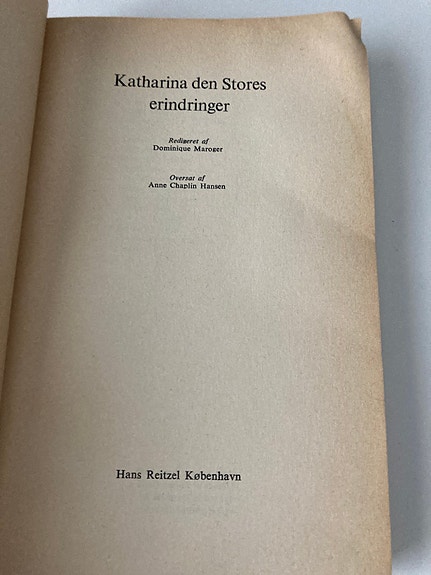 Katharina den Stores
erindringer
Redigeret af
Dominique Maroger
Oversat af
Anne Chaplin Hansen
Hans Reitzel København